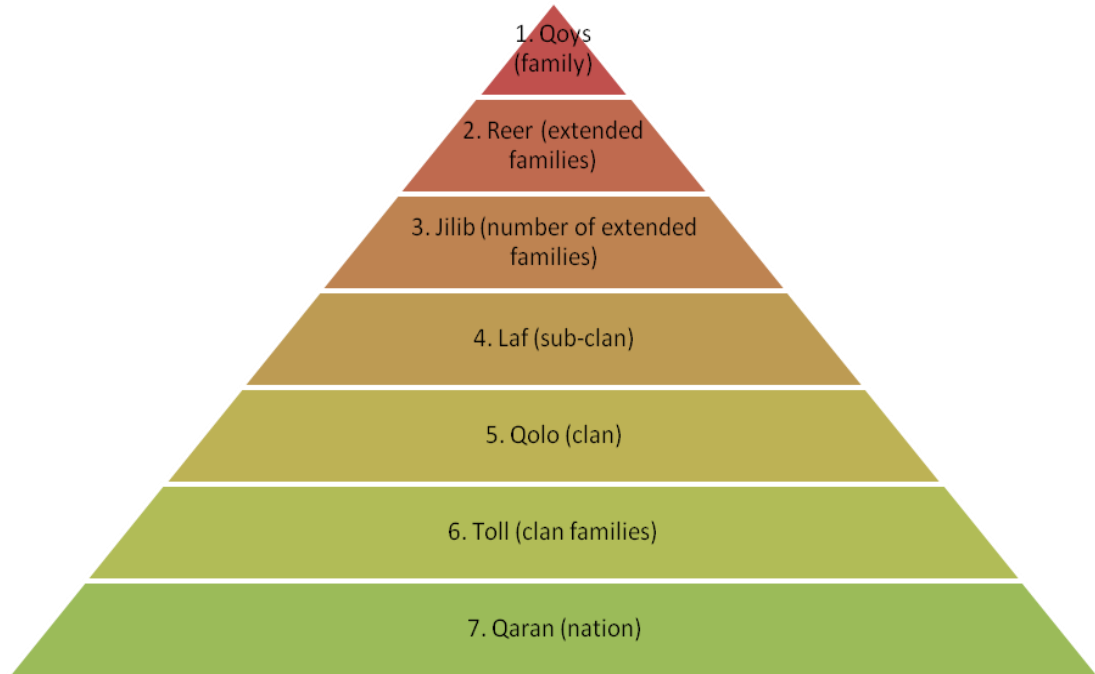 1. Qoys
(family)
2. Reer (extended
families)
3. Jilib (number of extended
families)
4. Laf (sub-clan)
5. Qolo (clan)
6. Toll (clan families)
7. Qaran (nation)